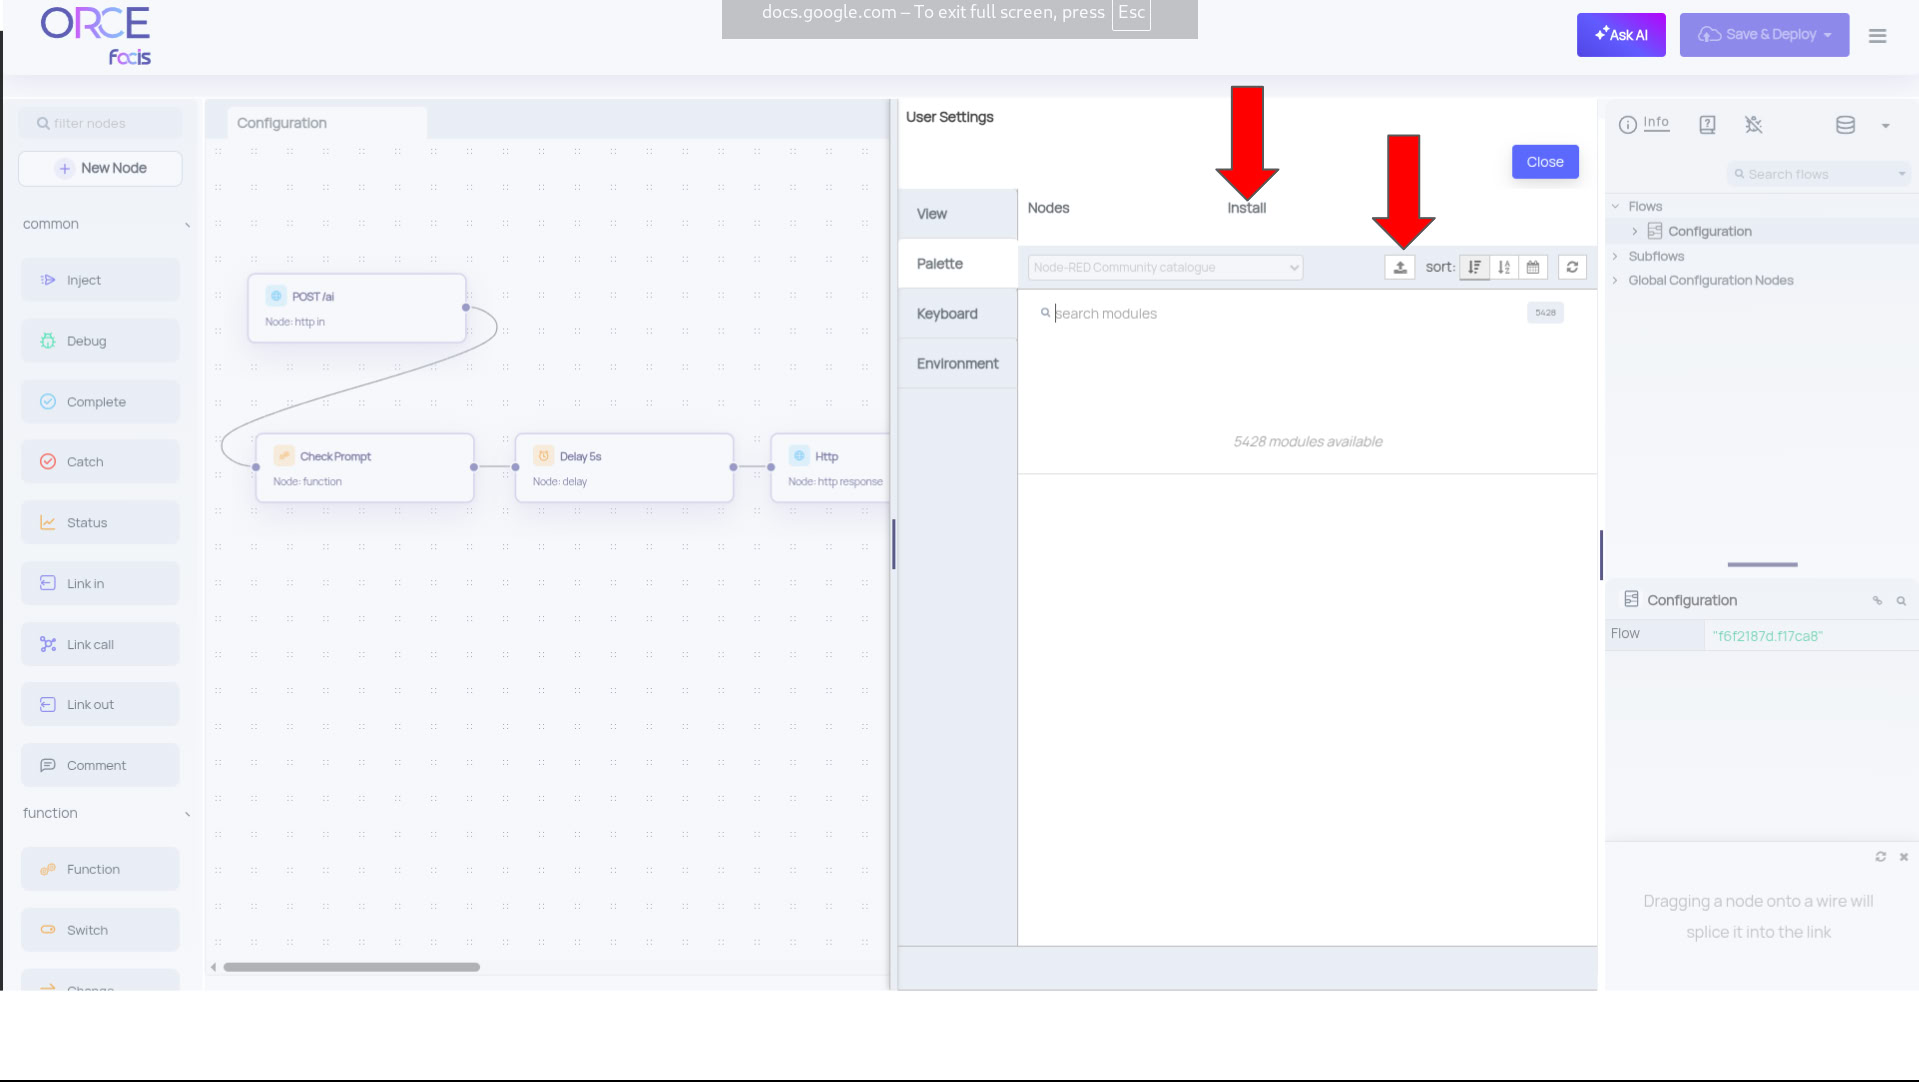 docs.google.com – To exit full screen, press Esc
ORCE
facis
Ask AI
Save & Deploy
filter nodes
New Node
common
Inject
Debug
Complete
Catch
Status
Link in
Link call
Link out
Comment
function
Function
Switch
Change
Configuration
POST /ai
Node: http in
Check Prompt
Node: function
Delay 5s
Node: delay
Http
Node: http response
User Settings
Close
View
Palette
Keyboard
Environment
Nodes
Install
Node-RED Community catalogue
sort:
search modules
5428
5428 modules available
Info
Search flows
Flows
Configuration
Subflows
Global Configuration Nodes
Configuration
Flow
"f6f2187d.f17ca8"
Dragging a node onto a wire will
splice it into the link